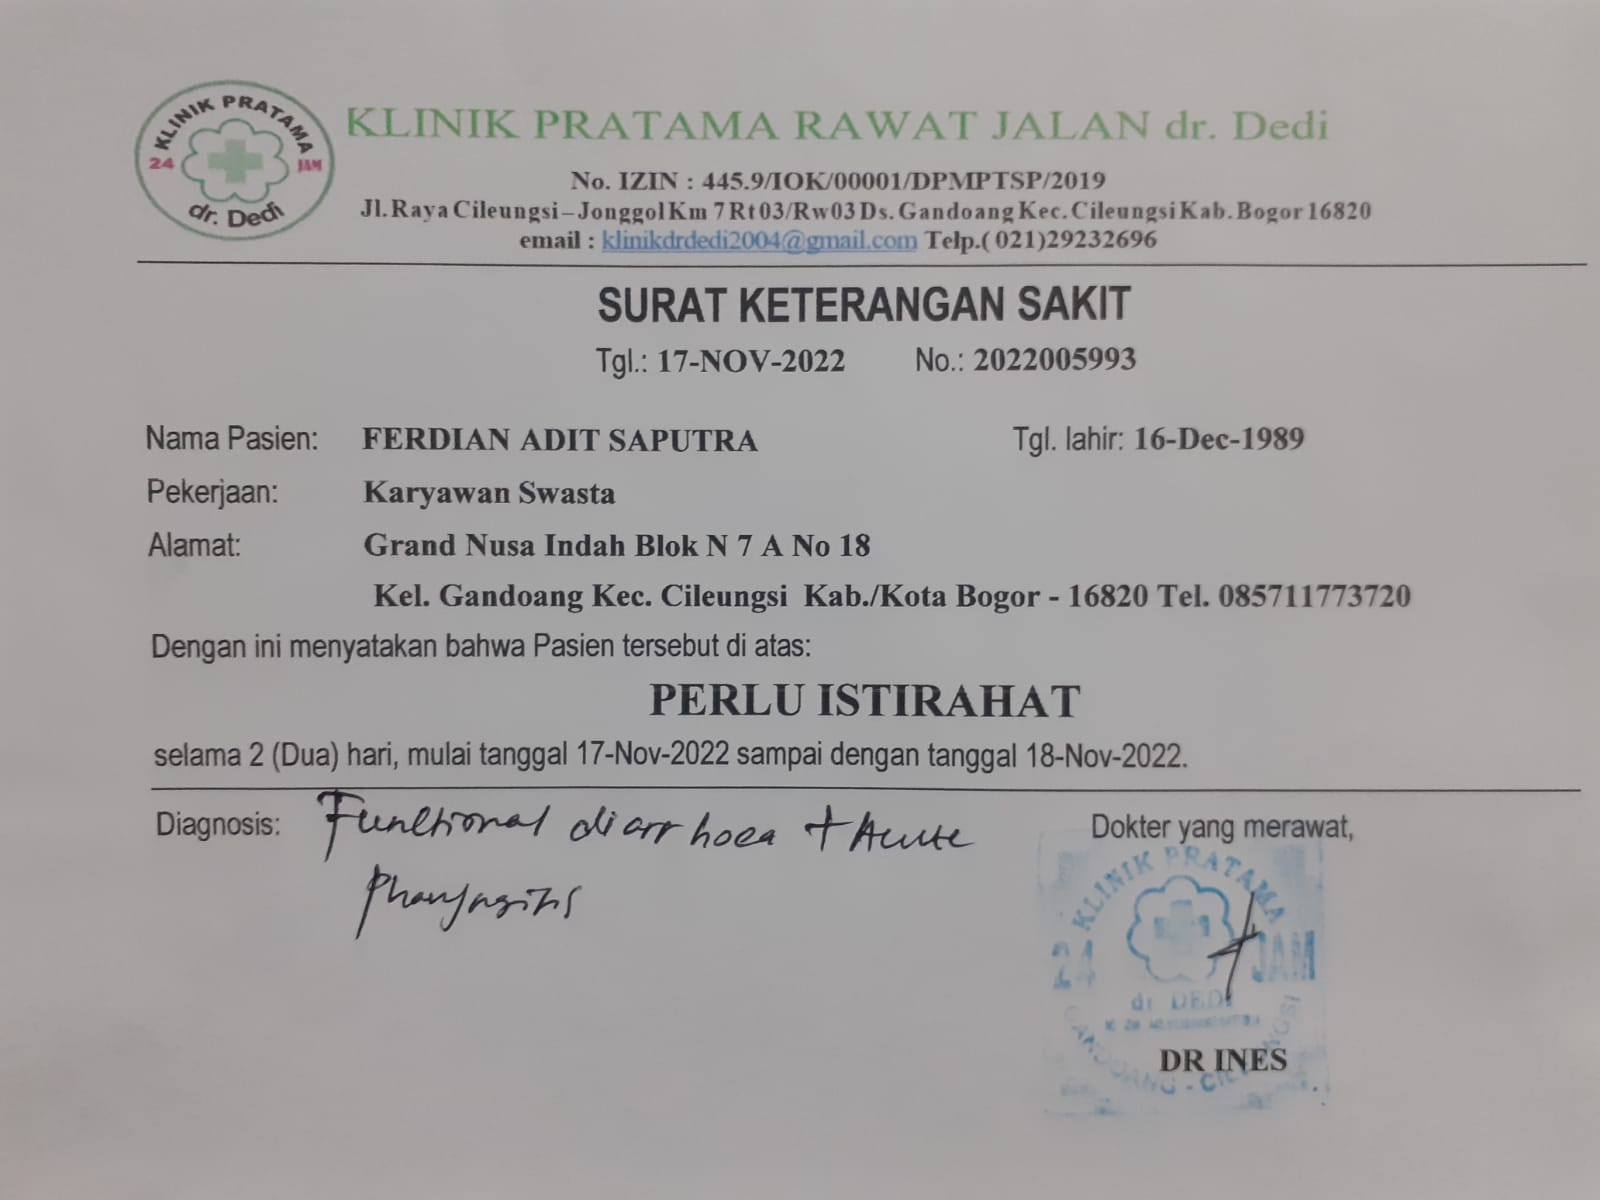 KLINIK PRATAMA
24 JAM
dr. Dedi
KLINIK PRATAMA RAWAT JALAN dr. Dedi
No. IZIN : 445.9/IOK/00001/DPMPTSP/2019
Jl. Raya Cileungsi – Jonggol Km 7 Rt 03/Rw 03 Ds. Gandoang Kec. Cileungsi Kab. Bogor 16820
email : klinikdrdedi2004@gmail.com Telp.( 021)29232696
SURAT KETERANGAN SAKIT
Tgl.: 17-NOV-2022 No.: 2022005993
Nama Pasien: FERDIAN ADIT SAPUTRA Tgl. lahir: 16-Dec-1989
Pekerjaan: Karyawan Swasta
Alamat: Grand Nusa Indah Blok N 7 A No 18
Kel. Gandoang Kec. Cileungsi Kab./Kota Bogor - 16820 Tel. 085711773720
Dengan ini menyatakan bahwa Pasien tersebut di atas:
PERLU ISTIRAHAT
selama 2 (Dua) hari, mulai tanggal 17-Nov-2022 sampai dengan tanggal 18-Nov-2022.
Diagnosis: Functional diarrhoea + Acute
Pharyngitis
Dokter yang merawat,
KLINIK PRATAMA
24 JAM
dr DEDI
GANDOANG - CILEUNGSI
DR INES